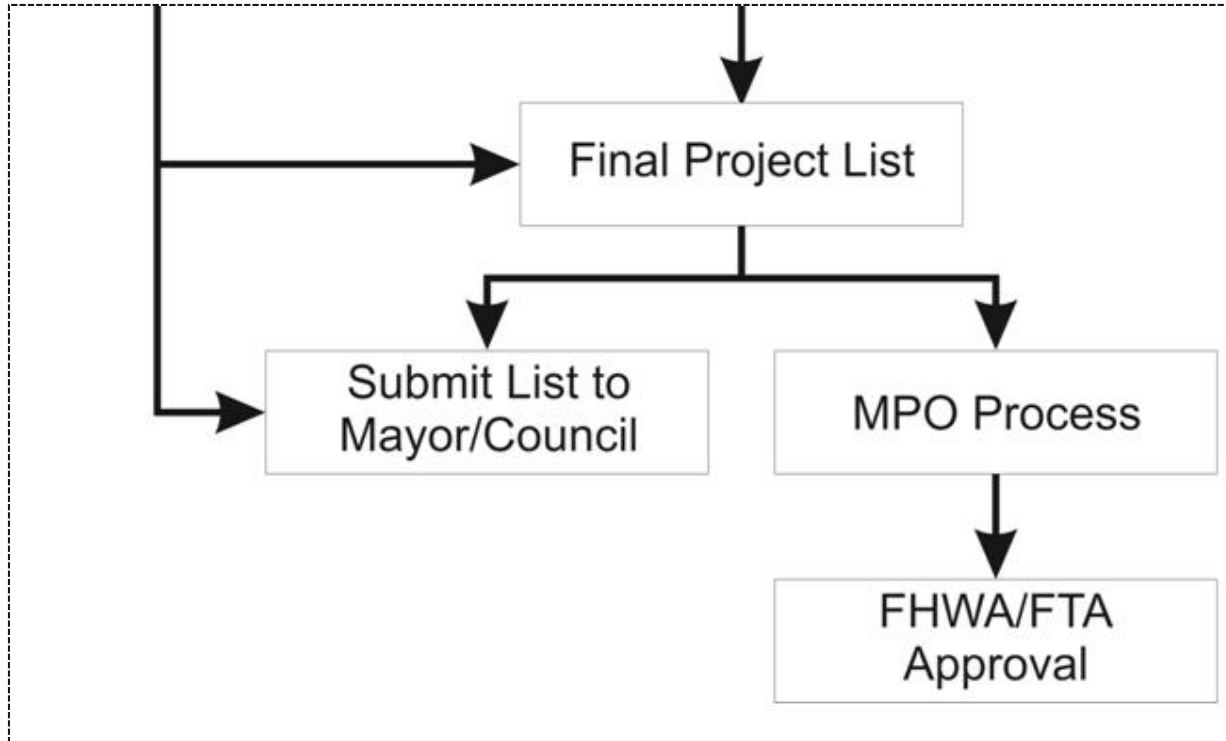 Final Project List
Submit List to
Mayor/Council
MPO Process
FHWA/FTA
Approval